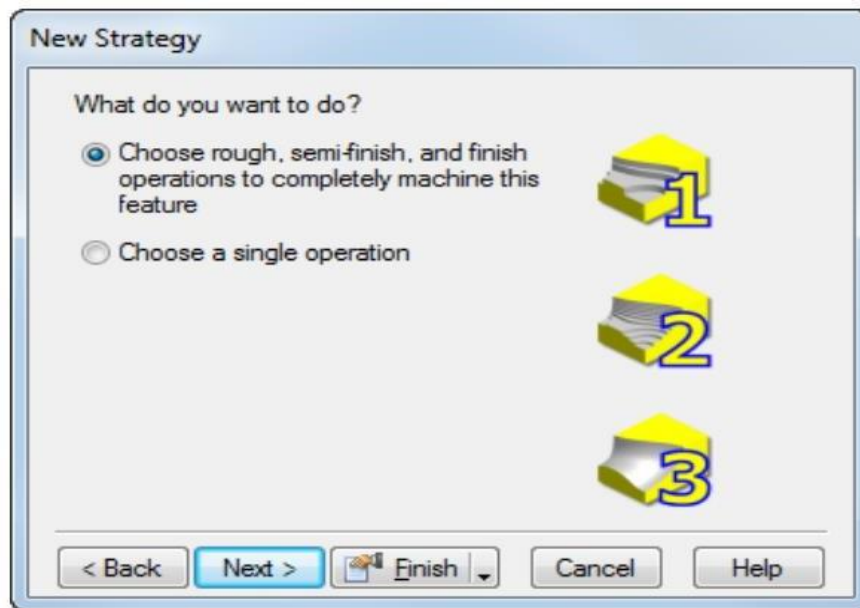 New Strategy
What do you want to do?
Choose rough, semi-finish, and finish
operations to completely machine this
feature
Choose a single operation
1
2
3
< Back Next > Finish Cancel Help